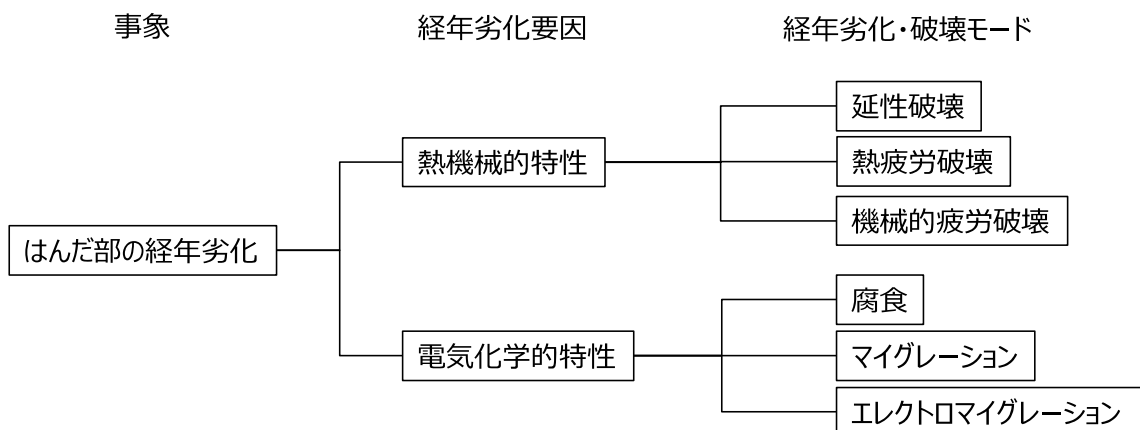 事象
経年劣化要因
経年劣化・破壊モード
はんだ部の経年劣化
熱機械的特性
延性破壊
熱疲労破壊
機械的疲労破壊
電気化学的特性
腐食
マイグレーション
エレクトロマイグレーション